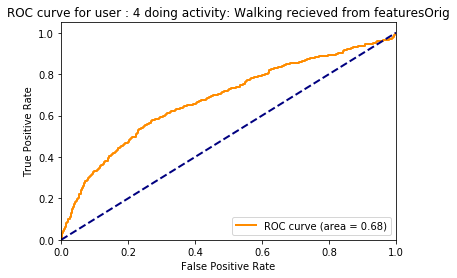 ROC curve for user : 4 doing activity: Walking recieved from featuresOrig
1.0
0.8
0.6
0.4
0.2
0.0
True Positive Rate
ROC curve (area = 0.68)
0.0 0.2 0.4 0.6 0.8 1.0
False Positive Rate